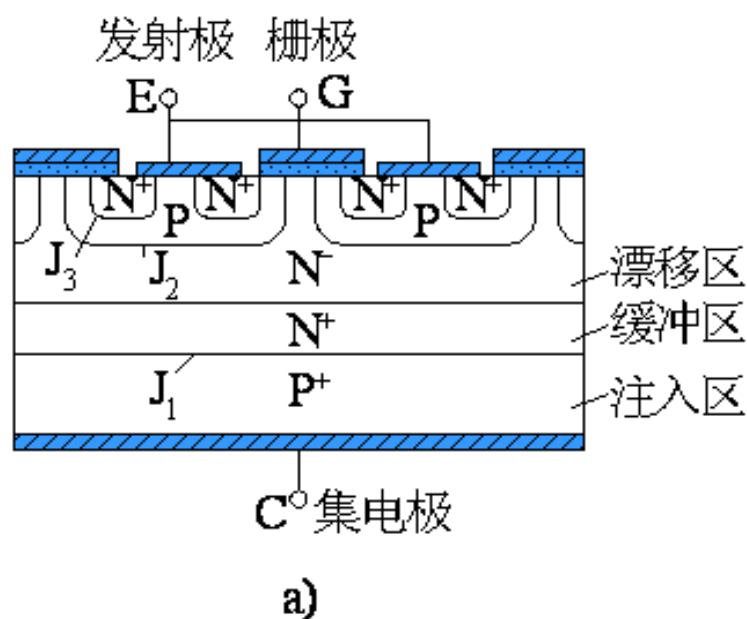 发射极 栅极
E G
N⁺ N⁺ N⁺ N⁺
P P
J₃ J₂ N⁻ 漂移区
N⁺ 缓冲区
J₁ P⁺ 注入区
C 集电极
a)